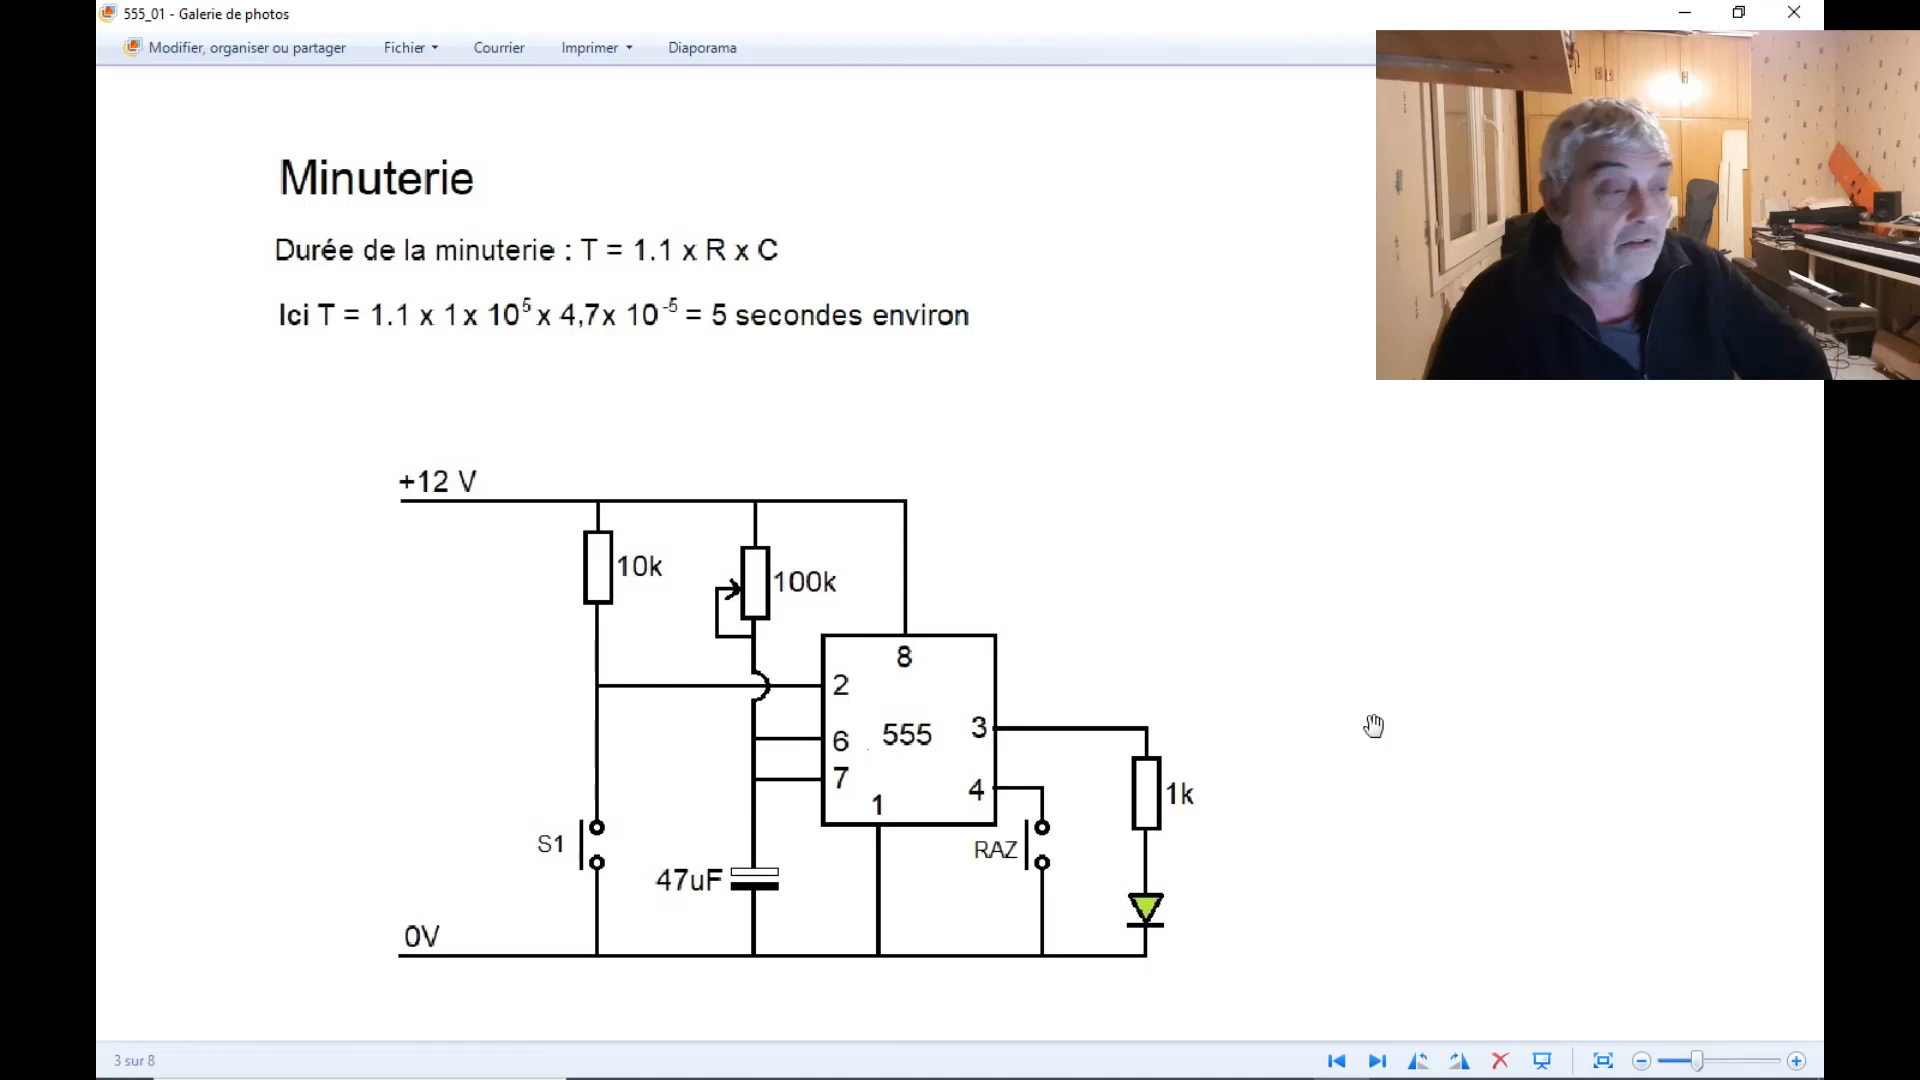 555_01 - Galerie de photos
Modifier, organiser ou partager Fichier Courrier Imprimer Diaporama
Minuterie
Durée de la minuterie : T = 1.1 x R x C
Ici T = 1.1 x 1x 10⁵ x 4,7x 10⁻⁵ = 5 secondes environ
+12 V
10k
100k
8
2
6
555
3
7
4
1
1k
S1
RAZ
47uF
0V
3 sur 8